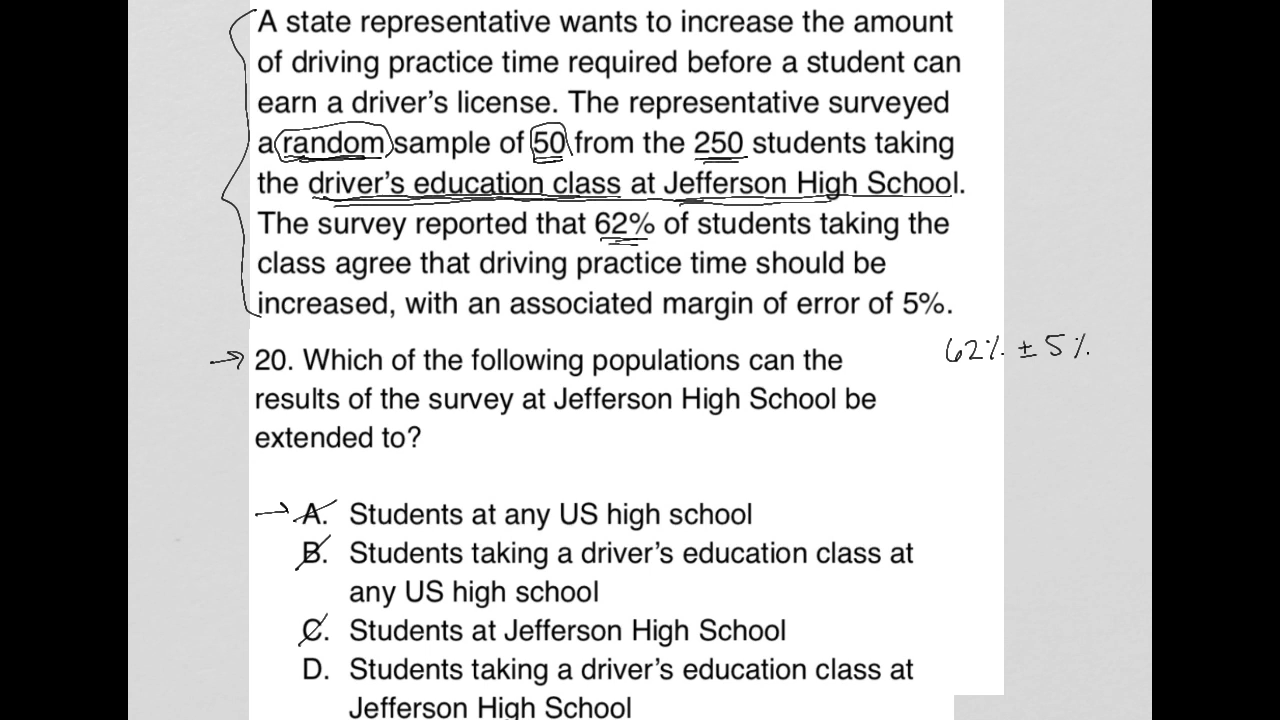 A state representative wants to increase the amount
of driving practice time required before a student can
earn a driver's license. The representative surveyed
a random sample of 50 from the 250 students taking
the driver's education class at Jefferson High School.
The survey reported that 62% of students taking the
class agree that driving practice time should be
increased, with an associated margin of error of 5%.
62% ± 5%
20. Which of the following populations can the
results of the survey at Jefferson High School be
extended to?
A. Students at any US high school
B. Students taking a driver's education class at
any US high school
C. Students at Jefferson High School
D. Students taking a driver's education class at
Jefferson High School